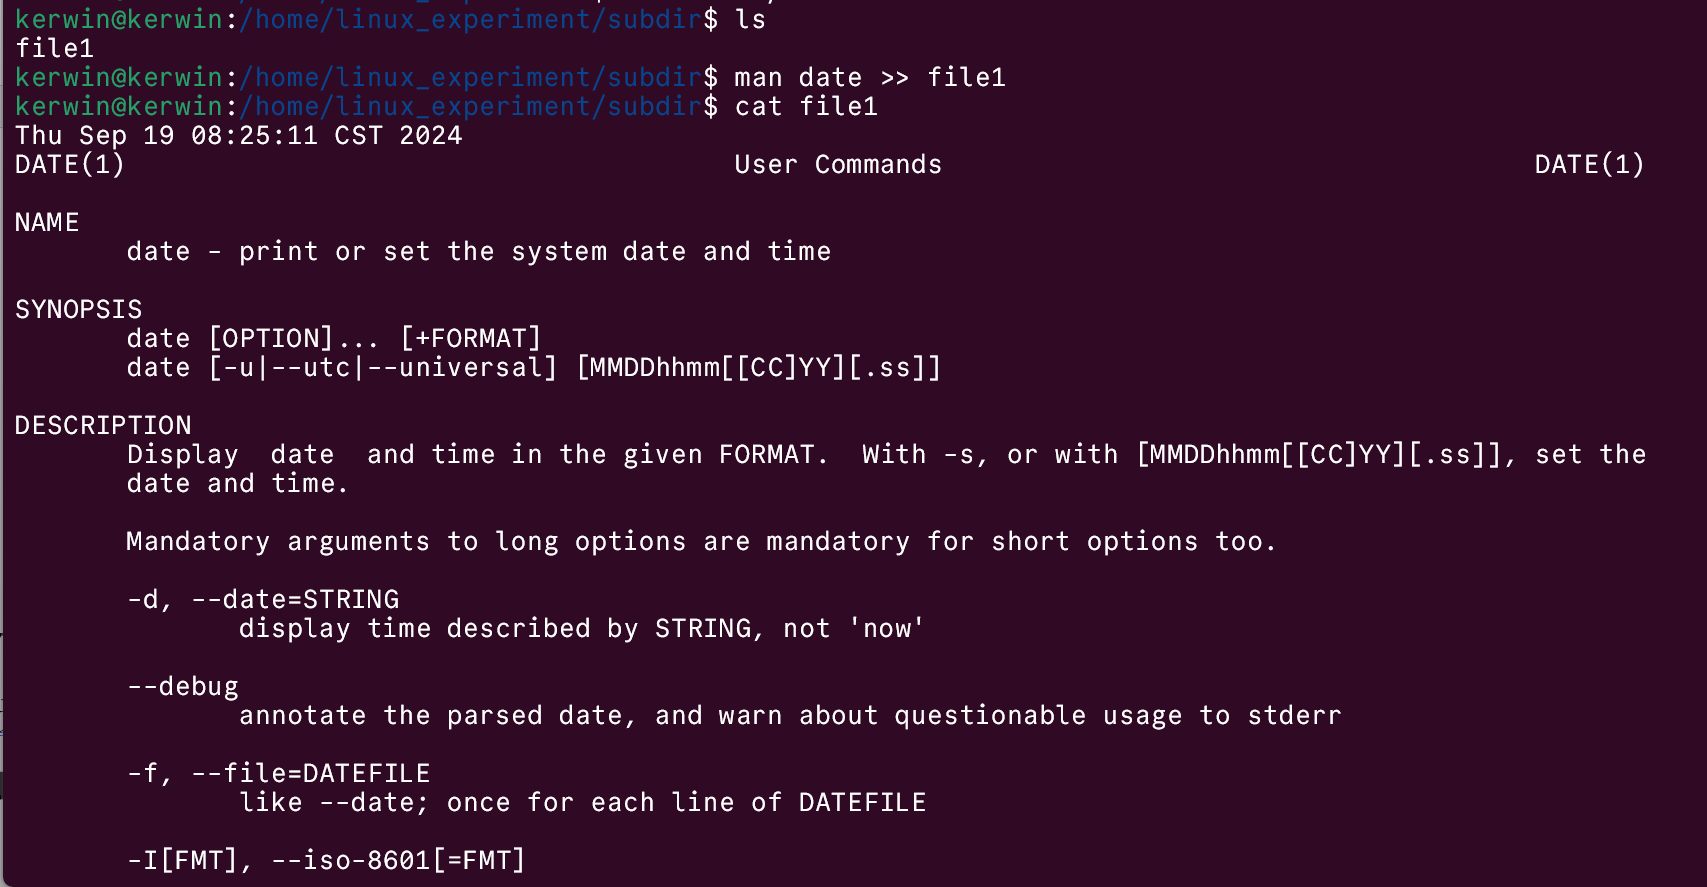 kerwin@kerwin:/home/linux_experiment/subdir$ ls
file1
kerwin@kerwin:/home/linux_experiment/subdir$ man date >> file1
kerwin@kerwin:/home/linux_experiment/subdir$ cat file1
Thu Sep 19 08:25:11 CST 2024
DATE(1) User Commands DATE(1)
NAME
date - print or set the system date and time
SYNOPSIS
date [OPTION]... [+FORMAT]
date [-u|--utc|--universal] [MMDDhhmm[[CC]YY][.ss]]
DESCRIPTION
Display date and time in the given FORMAT. With -s, or with [MMDDhhmm[[CC]YY][.ss]], set the
date and time.
Mandatory arguments to long options are mandatory for short options too.
-d, --date=STRING
display time described by STRING, not 'now'
--debug
annotate the parsed date, and warn about questionable usage to stderr
-f, --file=DATEFILE
like --date; once for each line of DATEFILE
-I[FMT], --iso-8601[=FMT]